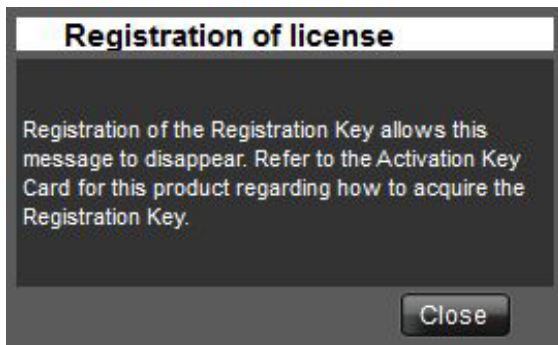 Registration of license
Registration of the Registration Key allows this
message to disappear. Refer to the Activation Key
Card for this product regarding how to acquire the
Registration Key.
Close